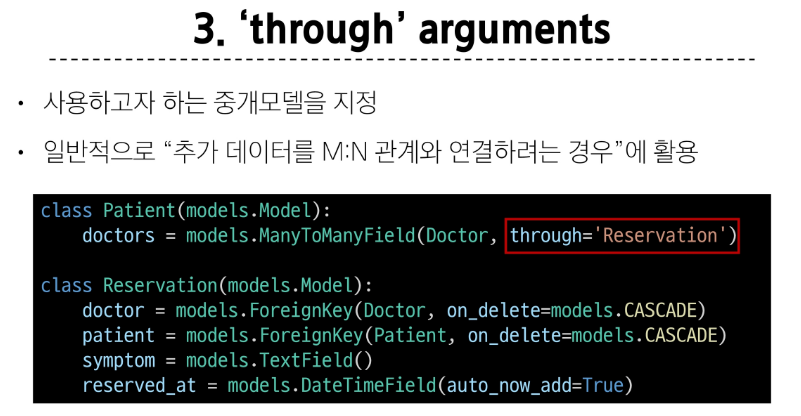 3. ‘through’ arguments
• 사용하고자 하는 중개모델을 지정
• 일반적으로 “추가 데이터를 M:N 관계와 연결하려는 경우”에 활용
class Patient(models.Model):
    doctors = models.ManyToManyField(Doctor, through='Reservation')
class Reservation(models.Model):
    doctor = models.ForeignKey(Doctor, on_delete=models.CASCADE)
    patient = models.ForeignKey(Patient, on_delete=models.CASCADE)
    symptom = models.TextField()
    reserved_at = models.DateTimeField(auto_now_add=True)